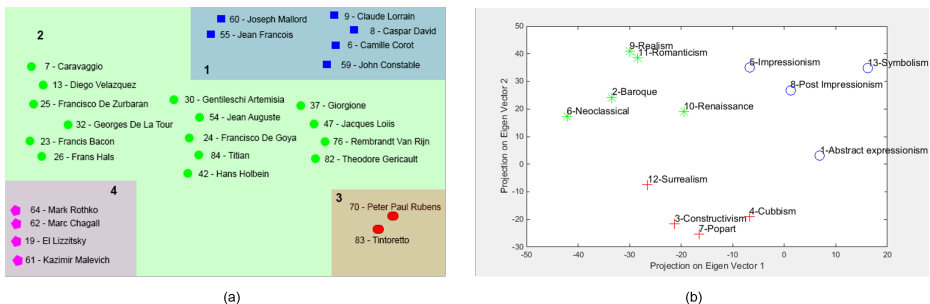 60 - Joseph Mallord
9 - Claude Lorrain
55 - Jean Francois
8 - Caspar David
6 - Camille Corot
1
59 - John Constable
2
7 - Caravaggio
13 - Diego Velazquez
25 - Francisco De Zurbaran
32 - Georges De La Tour
23 - Francis Bacon
26 - Frans Hals
30 - Gentileschi Artemisia
54 - Jean Auguste
24 - Francisco De Goya
84 - Titian
42 - Hans Holbein
37 - Giorgione
47 - Jacques Loiis
76 - Rembrandt Van Rijn
82 - Theodore Gericault
4
64 - Mark Rothko
62 - Marc Chagall
19 - El Lizzitsky
61 - Kazimir Malevich
3
70 - Peter Paul Rubens
83 - Tintoretto
(a)
Projection on Eigen Vector 2
50
40
30
20
10
0
-10
-20
-30
9-Realism
11-Romanticism
5-Impressionism
13-Symbolism
2-Baroque
8-Post Impressionism
6-Neoclassical
10-Renaissance
1-Abstract expressionism
12-Surrealism
3-Constructivism
4-Cubbism
7-Popart
-50 -40 -30 -20 -10 0 10 20
Projection on Eigen Vector 1
(b)